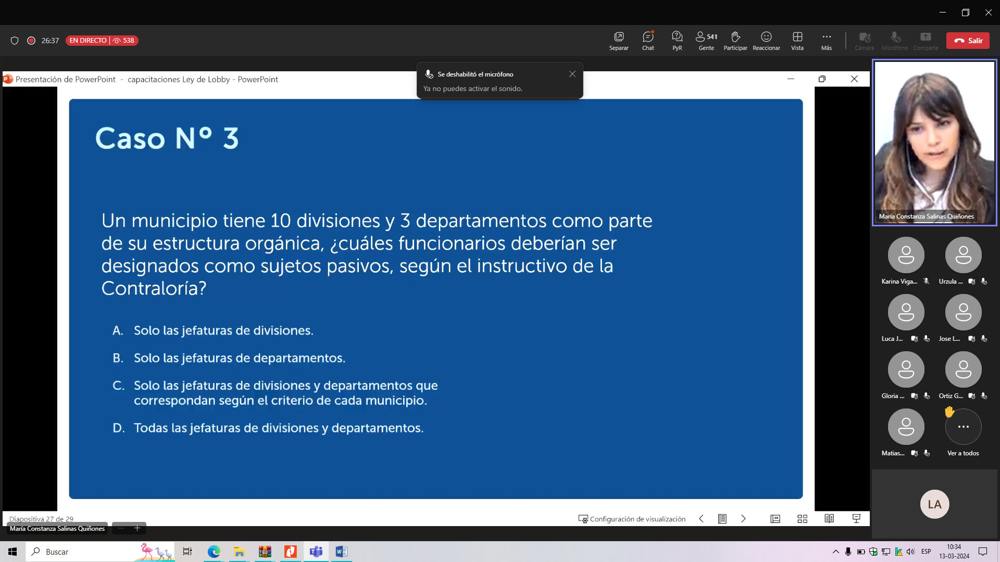 26:37
EN DIRECTO
538
Separar
Chat
PyR
541
Gente
Participar
Reaccionar
Vista
Más
Cámara
Micrófono
Comparte
Salir
Se deshabilitó el micrófono
Ya no puedes activar el sonido.
Presentación de PowerPoint - capacitaciones Ley de Lobby - PowerPoint
Caso Nº 3
Un municipio tiene 10 divisiones y 3 departamentos como parte
de su estructura orgánica, ¿cuáles funcionarios deberían ser
designados como sujetos pasivos, según el instructivo de la
Contraloría?
A. Solo las jefaturas de divisiones.
B. Solo las jefaturas de departamentos.
C. Solo las jefaturas de divisiones y departamentos que
correspondan según el criterio de cada municipio.
D. Todas las jefaturas de divisiones y departamentos.
María Constanza Salinas Quiñones
Karina Viga...
Urzula ...
Luca J...
Jose L...
Gloria ...
Ortiz G...
Matias...
Ver a todos
LA
Diapositiva 27 de 29
Configuración de visualización
María Constanza Salinas Quiñones
Buscar
ESP
10:34
13-03-2024